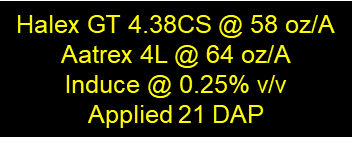 Halex GT 4.38CS @ 58 oz/A
Aatrex 4L @ 64 oz/A
Induce @ 0.25% v/v
Applied 21 DAP